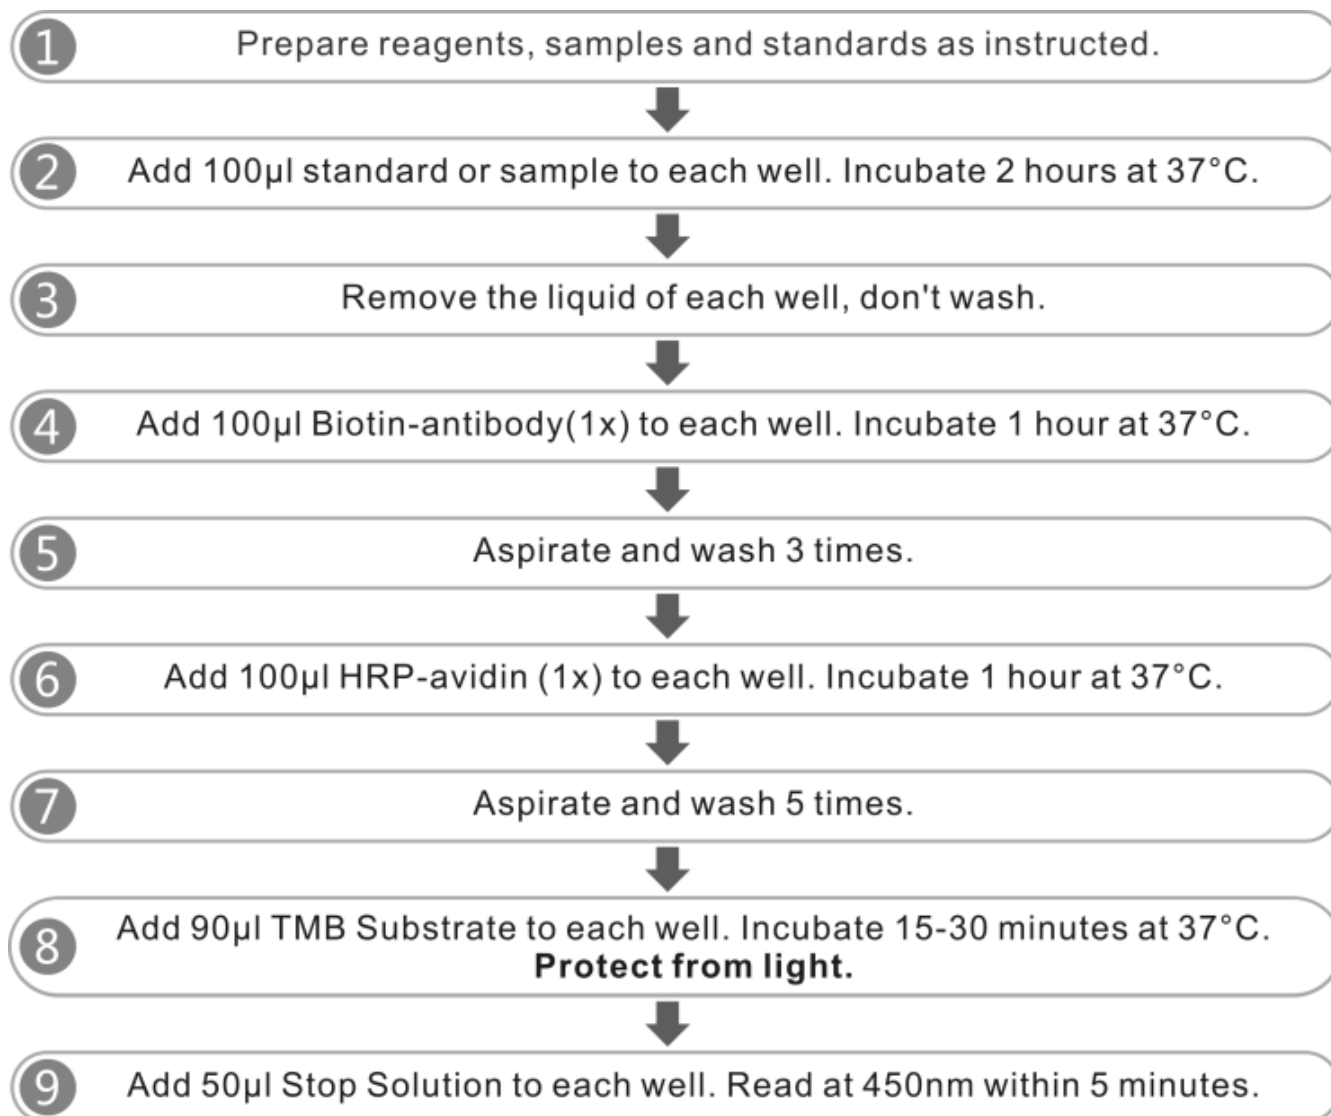 1 Prepare reagents, samples and standards as instructed.
2 Add 100µl standard or sample to each well. Incubate 2 hours at 37°C.
3 Remove the liquid of each well, don't wash.
4 Add 100µl Biotin-antibody(1x) to each well. Incubate 1 hour at 37°C.
5 Aspirate and wash 3 times.
6 Add 100µl HRP-avidin (1x) to each well. Incubate 1 hour at 37°C.
7 Aspirate and wash 5 times.
8 Add 90µl TMB Substrate to each well. Incubate 15-30 minutes at 37°C.
Protect from light.
9 Add 50µl Stop Solution to each well. Read at 450nm within 5 minutes.